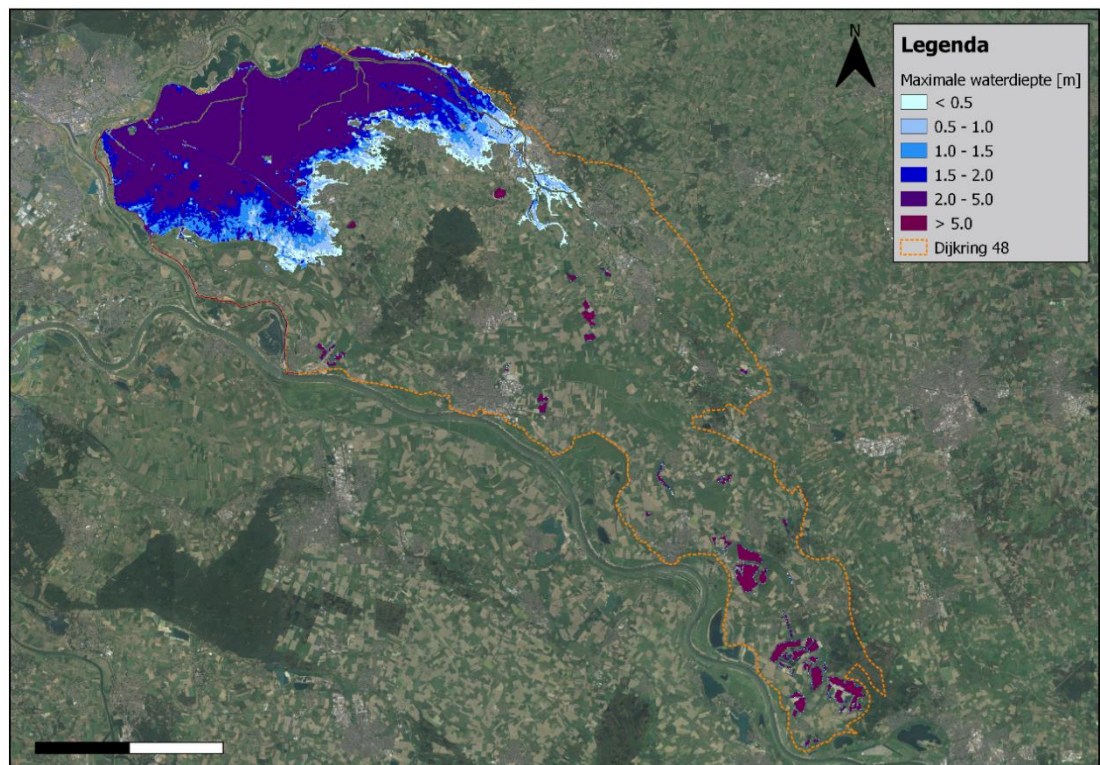 N
Legenda
Maximale waterdiepte [m]
< 0.5
0.5 - 1.0
1.0 - 1.5
1.5 - 2.0
2.0 - 5.0
> 5.0
Dijkring 48